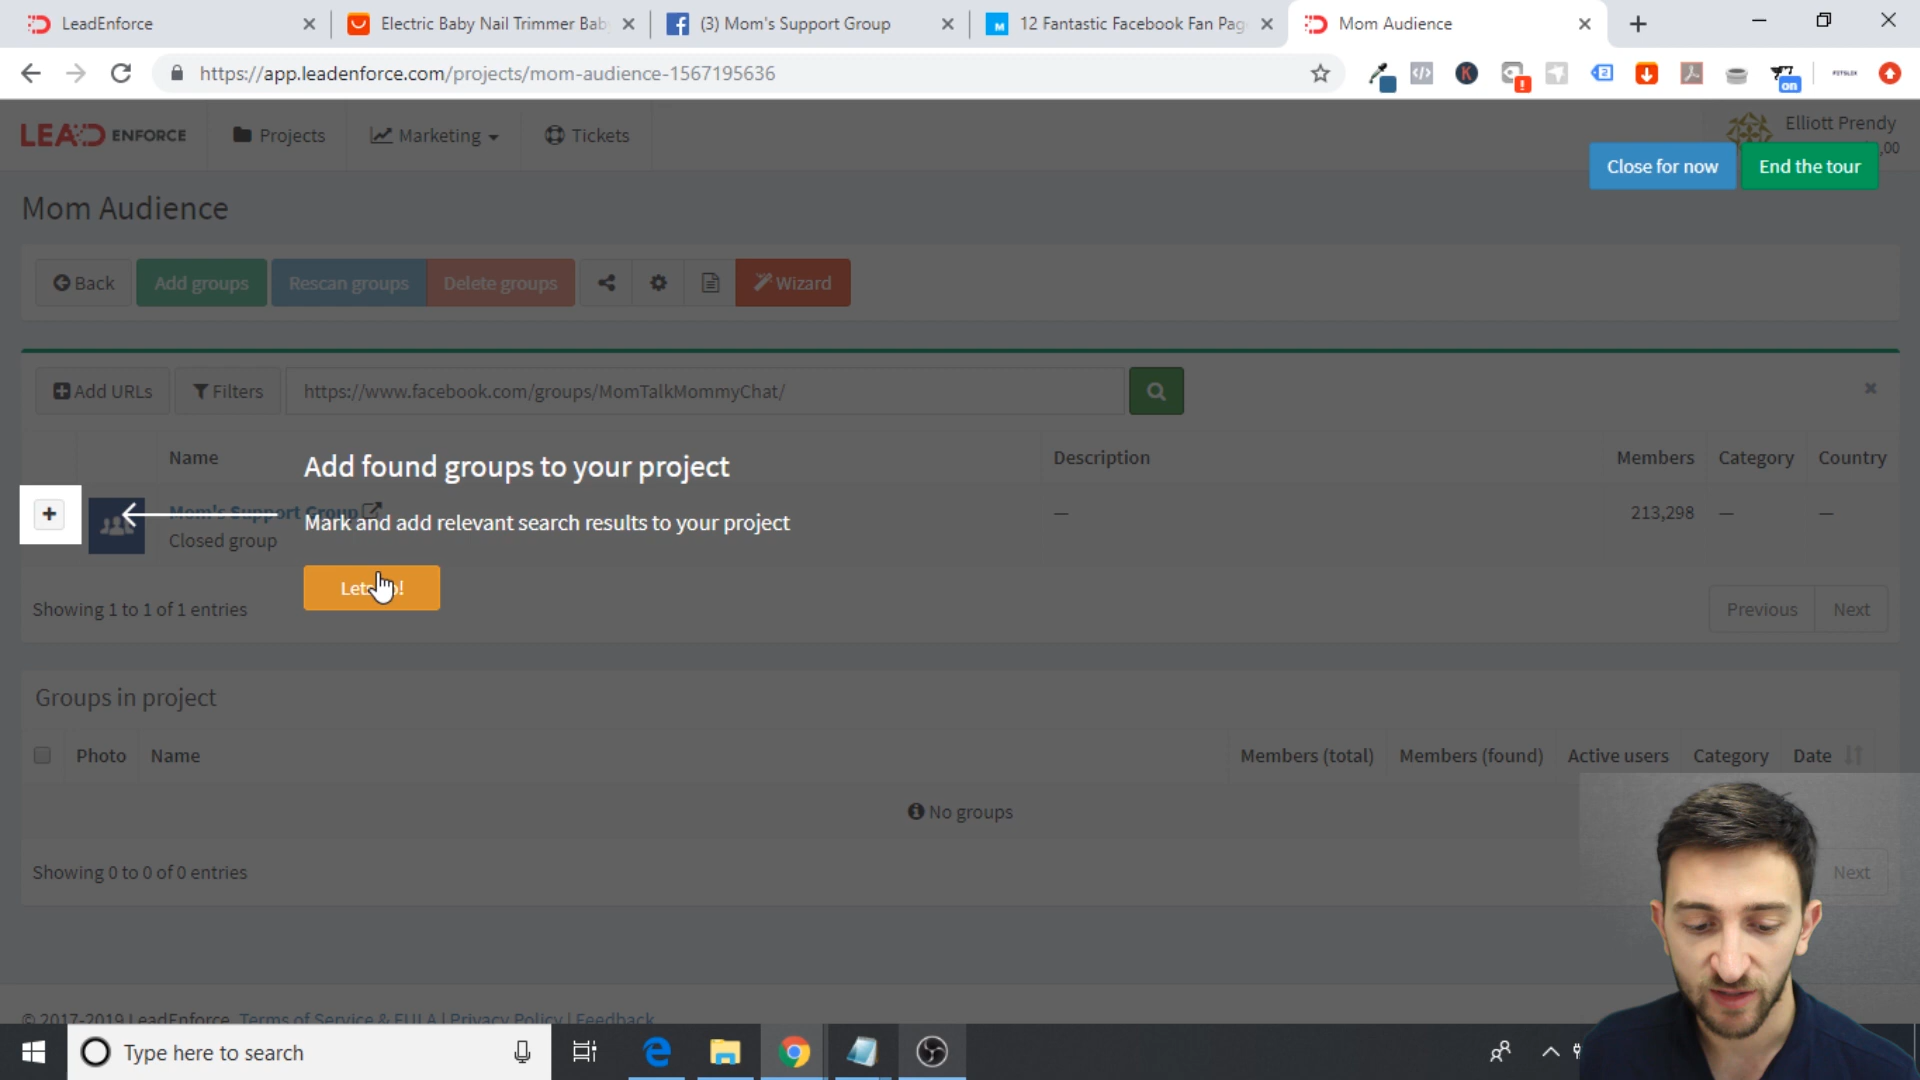 LeadEnforce
Electric Baby Nail Trimmer Bab
(3) Mom's Support Group
12 Fantastic Facebook Fan Pag
Mom Audience
https://app.leadenforce.com/projects/mom-audience-1567195636
on
LEAD ENFORCE
Projects
Marketing
Tickets
Elliott Prendy
,00
Close for now
End the tour
Mom Audience
Back
Add groups
Rescan groups
Delete groups
Wizard
Add URLs
Filters
https://www.facebook.com/groups/MomTalkMommyChat/
Name
Description
Members
Category
Country
Add found groups to your project
Mom's Support Group
—
213,298
—
—
Mark and add relevant search results to your project
Closed group
Showing 1 to 1 of 1 entries
Previous
Next
Groups in project
Photo
Name
Members (total)
Members (found)
Active users
Category
Date
No groups
Showing 0 to 0 of 0 entries
Next
© 2017-2019 LeadEnforce. Terms of Service & EULA | Privacy Policy | Feedback
Type here to search